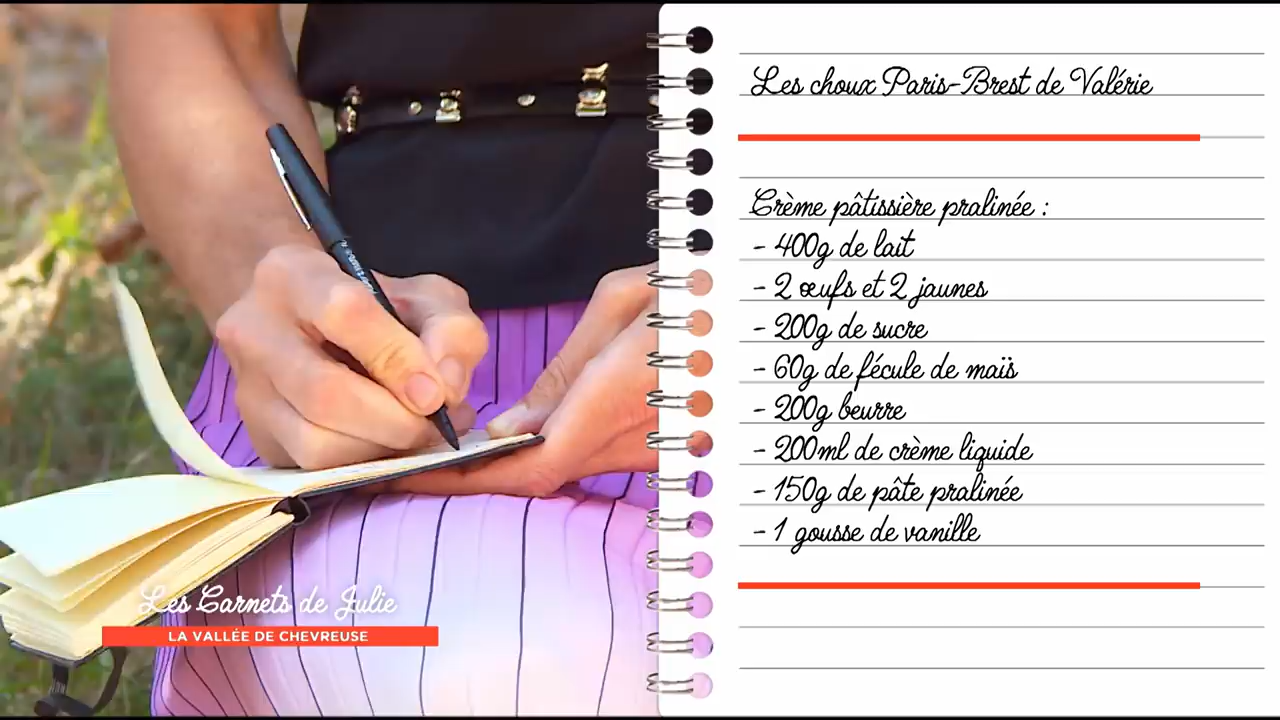 Les choux Paris-Brest de Valérie
Crème pâtissière pralinée :
- 400g de lait
- 2 œufs et 2 jaunes
- 200g de sucre
- 60g de fécule de maïs
- 200g beurre
- 200ml de crème liquide
- 150g de pâte pralinée
- 1 gousse de vanille
Les Carnets de Julie
LA VALLÉE DE CHEVREUSE